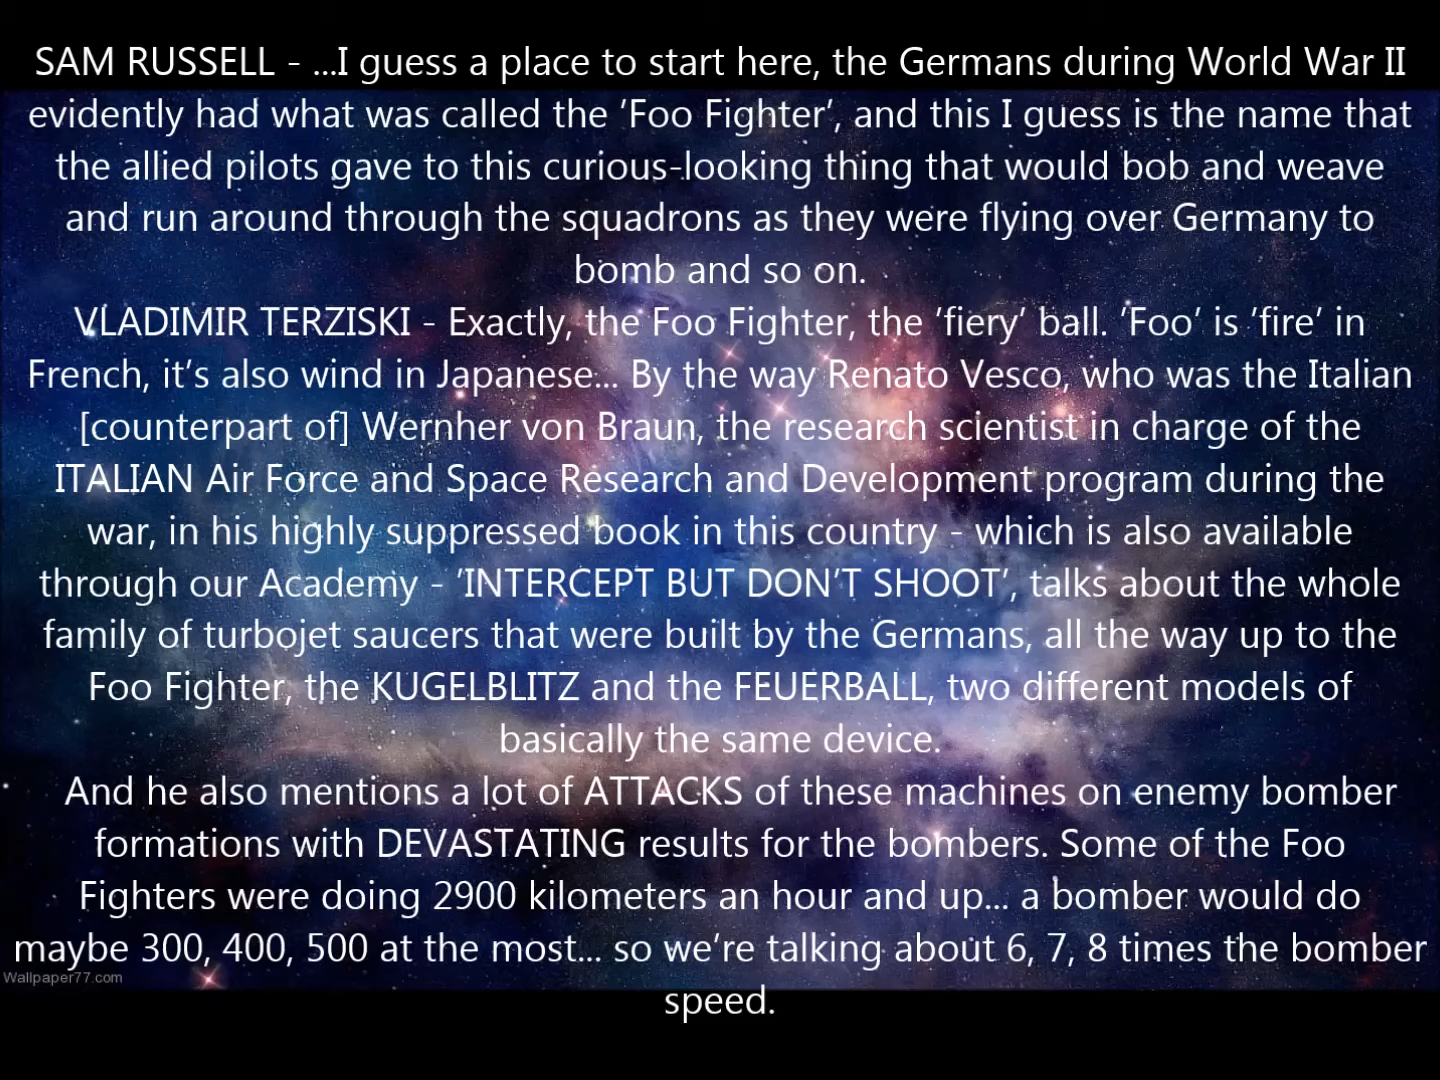 SAM RUSSELL - ...I guess a place to start here, the Germans during World War II
evidently had what was called the 'Foo Fighter', and this I guess is the name that
the allied pilots gave to this curious-looking thing that would bob and weave
and run around through the squadrons as they were flying over Germany to
bomb and so on.
VLADIMIR TERZISKI - Exactly, the Foo Fighter, the 'fiery' ball. 'Foo' is 'fire' in
French, it's also wind in Japanese... By the way Renato Vesco, who was the Italian
[counterpart of] Wernher von Braun, the research scientist in charge of the
ITALIAN Air Force and Space Research and Development program during the
war, in his highly suppressed book in this country - which is also available
through our Academy - 'INTERCEPT BUT DON'T SHOOT', talks about the whole
family of turbojet saucers that were built by the Germans, all the way up to the
Foo Fighter, the KUGELBLITZ and the FEUERBALL, two different models of
basically the same device.
And he also mentions a lot of ATTACKS of these machines on enemy bomber
formations with DEVASTATING results for the bombers. Some of the Foo
Fighters were doing 2900 kilometers an hour and up... a bomber would do
maybe 300, 400, 500 at the most... so we're talking about 6, 7, 8 times the bomber
speed.
Wallpaper77.com